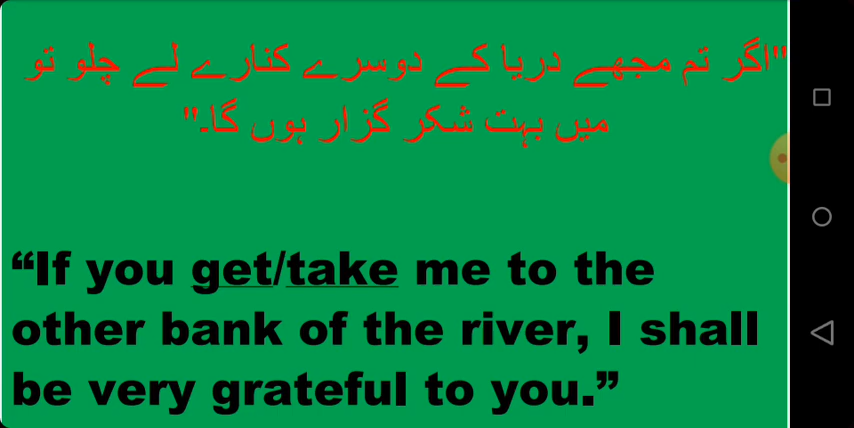 "اگر تم مجھے دریا کے دوسرے کنارے لے چلو تو
میں بہت شکر گزار ہوں گا۔"
“If you get/take me to the
other bank of the river, I shall
be very grateful to you.”